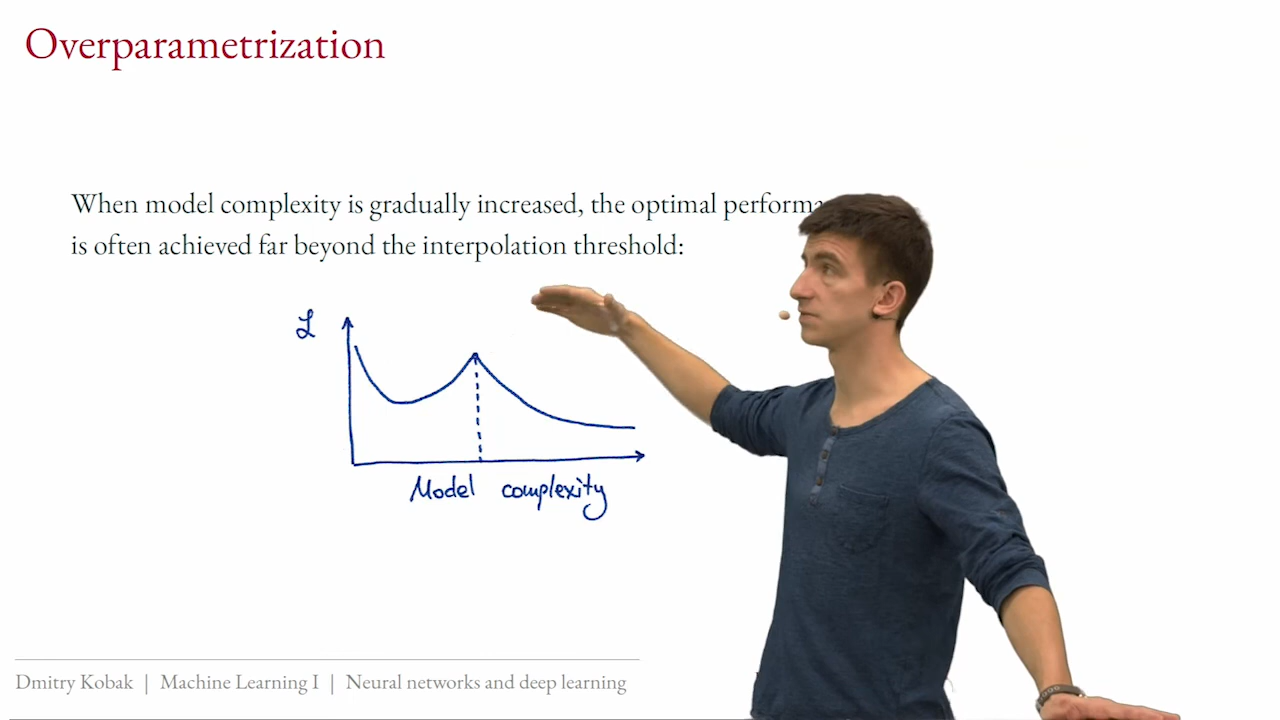 Overparametrization
When model complexity is gradually increased, the optimal
is often achieved far beyond the interpolation threshold:
ℒ
Model complexity
Dmitry Kobak | Machine Learning I | Neural networks and deep learning